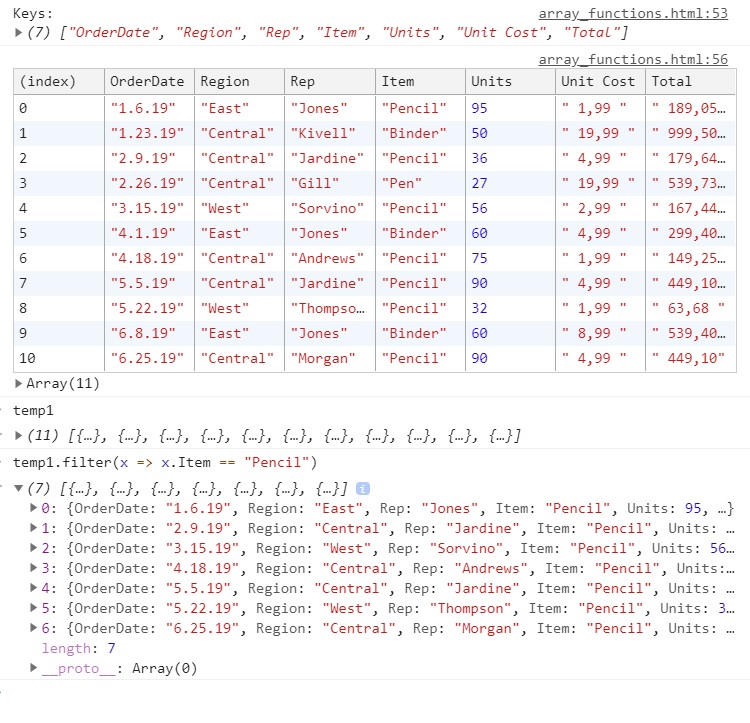 Keys: array_functions.html:53
▶(7) ["OrderDate", "Region", "Rep", "Item", "Units", "Unit Cost", "Total"]
array_functions.html:56
(index) OrderDate Region Rep Item Units Unit Cost Total
0 "1.6.19" "East" "Jones" "Pencil" 95 " 1,99 " " 189,05…
1 "1.23.19" "Central" "Kivell" "Binder" 50 " 19,99 " " 999,50…
2 "2.9.19" "Central" "Jardine" "Pencil" 36 " 4,99 " " 179,64…
3 "2.26.19" "Central" "Gill" "Pen" 27 " 19,99 " " 539,73…
4 "3.15.19" "West" "Sorvino" "Pencil" 56 " 2,99 " " 167,44…
5 "4.1.19" "East" "Jones" "Binder" 60 " 4,99 " " 299,40…
6 "4.18.19" "Central" "Andrews" "Pencil" 75 " 1,99 " " 149,25…
7 "5.5.19" "Central" "Jardine" "Pencil" 90 " 4,99 " " 449,10…
8 "5.22.19" "West" "Thompso… "Pencil" 32 " 1,99 " " 63,68 "
9 "6.8.19" "East" "Jones" "Binder" 60 " 8,99 " " 539,40…
10 "6.25.19" "Central" "Morgan" "Pencil" 90 " 4,99 " " 449,10"
▶Array(11)
temp1
▶(11) [{…}, {…}, {…}, {…}, {…}, {…}, {…}, {…}, {…}, {…}, {…}]
temp1.filter(x => x.Item == "Pencil")
▼(7) [{…}, {…}, {…}, {…}, {…}, {…}, {…}] i
▶0: {OrderDate: "1.6.19", Region: "East", Rep: "Jones", Item: "Pencil", Units: 95, …}
▶1: {OrderDate: "2.9.19", Region: "Central", Rep: "Jardine", Item: "Pencil", Units: …
▶2: {OrderDate: "3.15.19", Region: "West", Rep: "Sorvino", Item: "Pencil", Units: 56…
▶3: {OrderDate: "4.18.19", Region: "Central", Rep: "Andrews", Item: "Pencil", Units:…
▶4: {OrderDate: "5.5.19", Region: "Central", Rep: "Jardine", Item: "Pencil", Units: …
▶5: {OrderDate: "5.22.19", Region: "West", Rep: "Thompson", Item: "Pencil", Units: 3…
▶6: {OrderDate: "6.25.19", Region: "Central", Rep: "Morgan", Item: "Pencil", Units: …
length: 7
▶__proto__: Array(0)